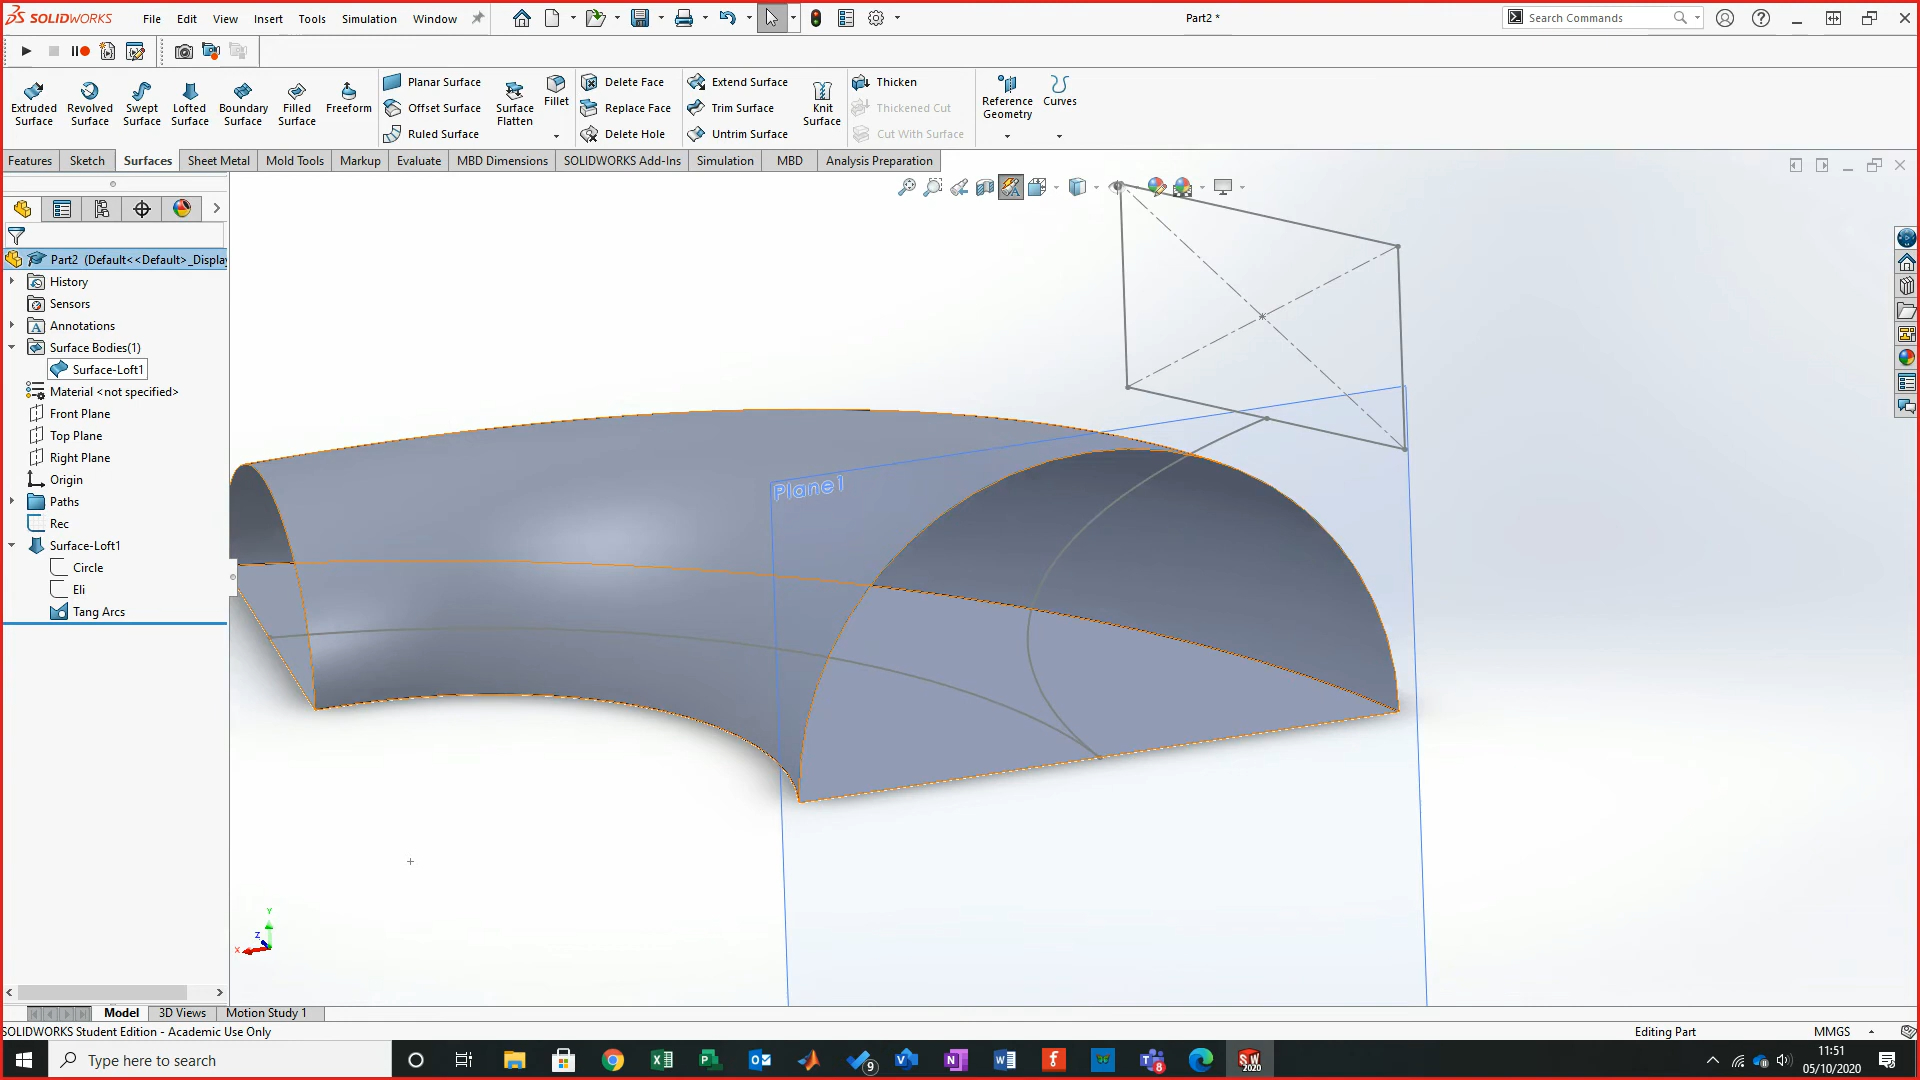 SOLIDWORKS File Edit View Insert Tools Simulation Window Part2 * Search Commands
Extruded Surface
Revolved Surface
Swept Surface
Lofted Surface
Boundary Surface
Filled Surface
Freeform
Planar Surface
Offset Surface
Ruled Surface
Surface Flatten
Fillet
Delete Face
Replace Face
Delete Hole
Extend Surface
Trim Surface
Untrim Surface
Knit Surface
Thicken
Thickened Cut
Cut With Surface
Reference Geometry
Curves
Features Sketch Surfaces Sheet Metal Mold Tools Markup Evaluate MBD Dimensions SOLIDWORKS Add-Ins Simulation MBD Analysis Preparation
Part2 (Default<<Default>_Display
History
Sensors
Annotations
Surface Bodies(1)
Surface-Loft1
Material <not specified>
Front Plane
Top Plane
Right Plane
Origin
Paths
Rec
Surface-Loft1
Circle
Eli
Tang Arcs
Plane1
Y
Z
X
Model 3D Views Motion Study 1
SOLIDWORKS Student Edition - Academic Use Only Editing Part MMGS
Type here to search
9
8
SW 2020
11:51
05/10/2020